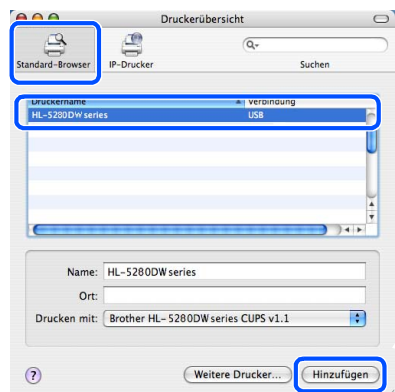 Druckerübersicht
Standard-Browser IP-Drucker Suchen
Druckername Verbindung
HL-5280DW series USB
Name: HL-5280DW series
Ort:
Drucken mit: Brother HL-5280DW series CUPS v1.1
? Weitere Drucker... Hinzufügen